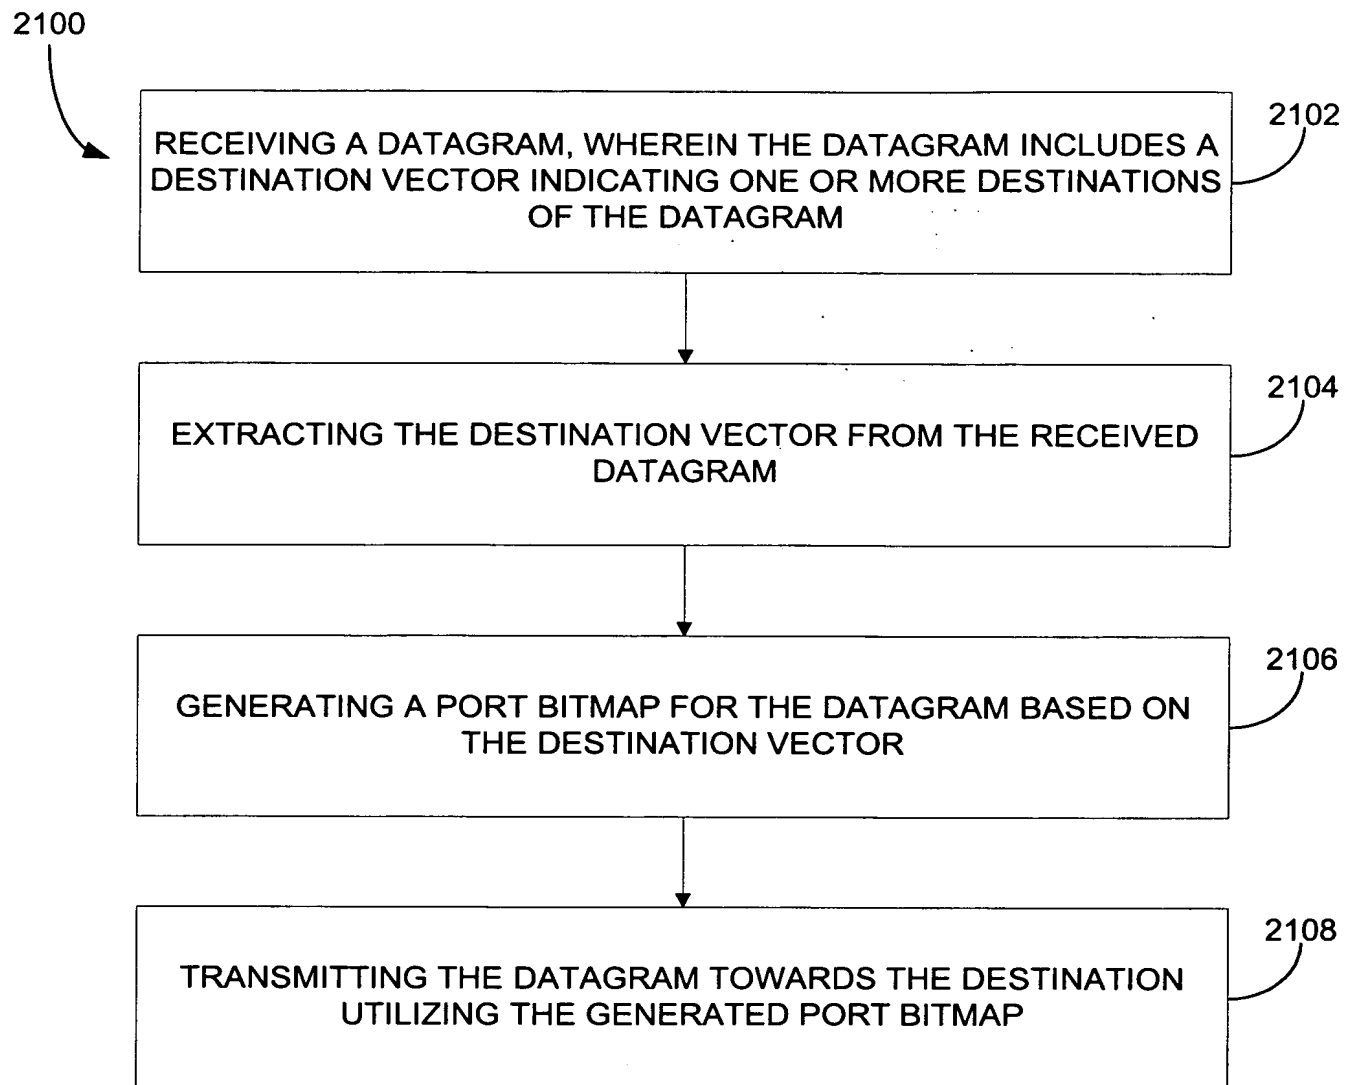 2100
2102
RECEIVING A DATAGRAM, WHEREIN THE DATAGRAM INCLUDES A
DESTINATION VECTOR INDICATING ONE OR MORE DESTINATIONS
OF THE DATAGRAM
2104
EXTRACTING THE DESTINATION VECTOR FROM THE RECEIVED
DATAGRAM
2106
GENERATING A PORT BITMAP FOR THE DATAGRAM BASED ON
THE DESTINATION VECTOR
2108
TRANSMITTING THE DATAGRAM TOWARDS THE DESTINATION
UTILIZING THE GENERATED PORT BITMAP